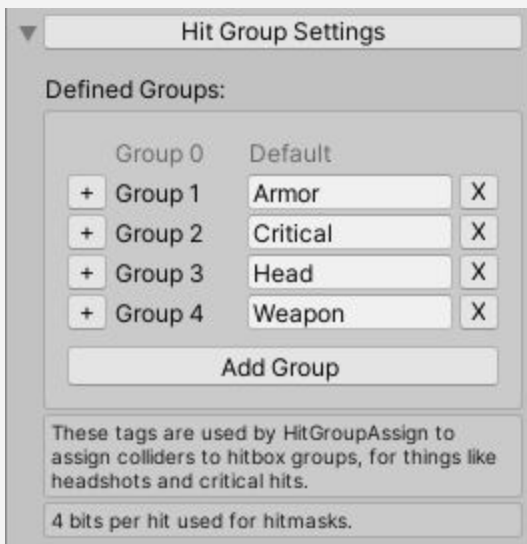 Hit Group Settings
Defined Groups:
Group 0 Default
+ Group 1 Armor X
+ Group 2 Critical X
+ Group 3 Head X
+ Group 4 Weapon X
Add Group
These tags are used by HitGroupAssign to
assign colliders to hitbox groups, for things like
headshots and critical hits.
4 bits per hit used for hitmasks.